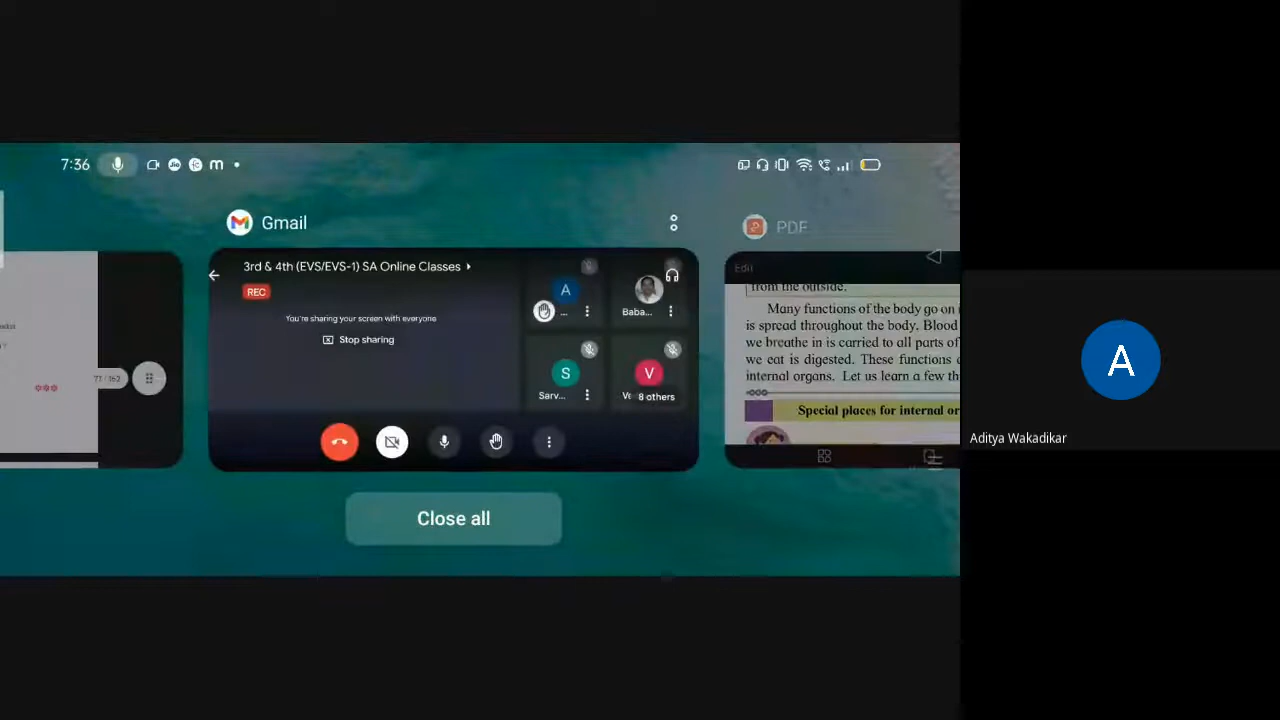 7:36
Gmail
PDF
3rd & 4th (EVS/EVS-1) SA Online Classes
REC
You're sharing your screen with everyone
Stop sharing
A
...
Baba...
S
Sarv...
V
8 others
77 / 162
Edit
from the outside.
Many functions of the body go on i
is spread throughout the body. Blood
we breathe in is carried to all parts of
we eat is digested. These functions
internal organs. Let us learn a few th
Special places for internal or
Close all
A
Aditya Wakadikar